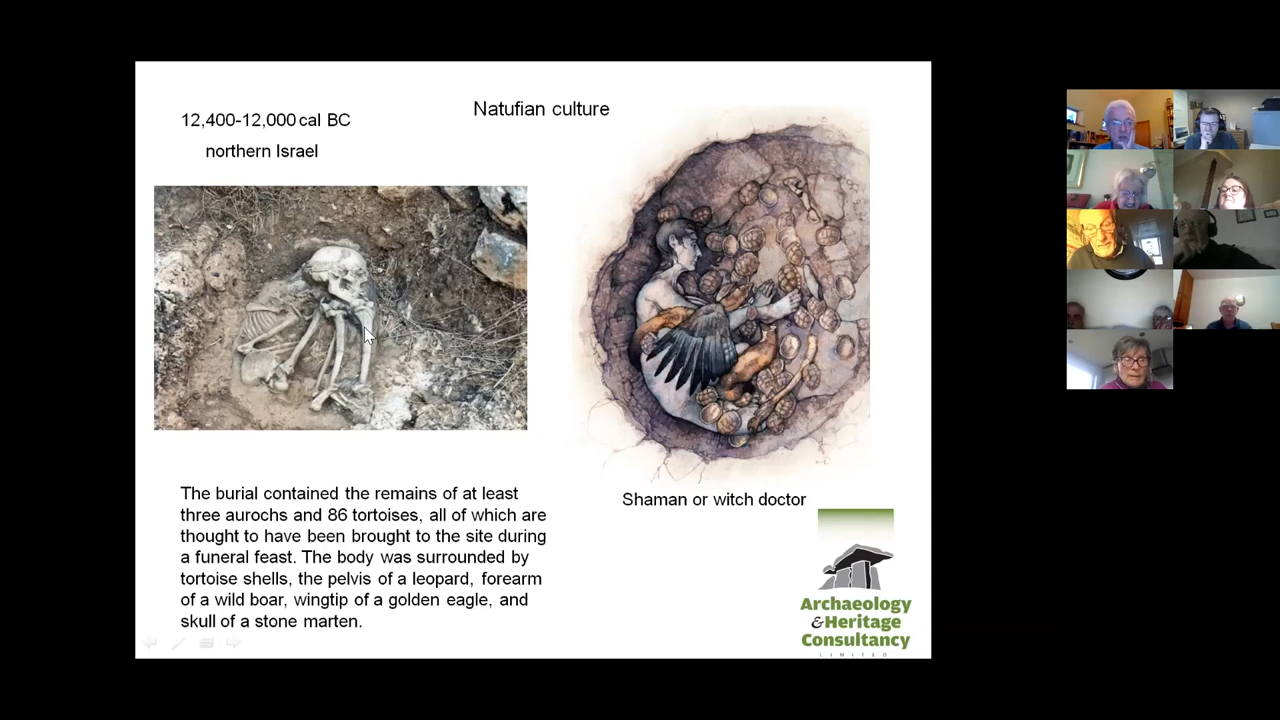 12,400-12,000 cal BC
northern Israel
Natufian culture
The burial contained the remains of at least
three aurochs and 86 tortoises, all of which are
thought to have been brought to the site during
a funeral feast. The body was surrounded by
tortoise shells, the pelvis of a leopard, forearm
of a wild boar, wingtip of a golden eagle, and
skull of a stone marten.
Shaman or witch doctor
Archaeology
&Heritage
Consultancy
LIMITED